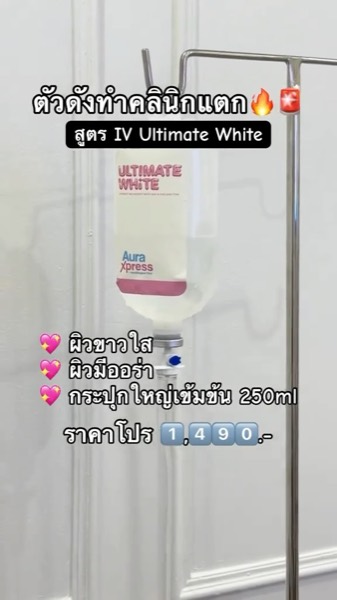 ตัวดังทำคลินิกแตก🔥🚨
สูตร IV Ultimate White
ULTIMATE
WHITE
Aura
Xpress
💖 ผิวขาวใส
💖 ผิวมีออร่า
💖 กระปุกใหญ่เข้มข้น 250ml
ราคาโปร 1️⃣,4️⃣9️⃣0️⃣.-